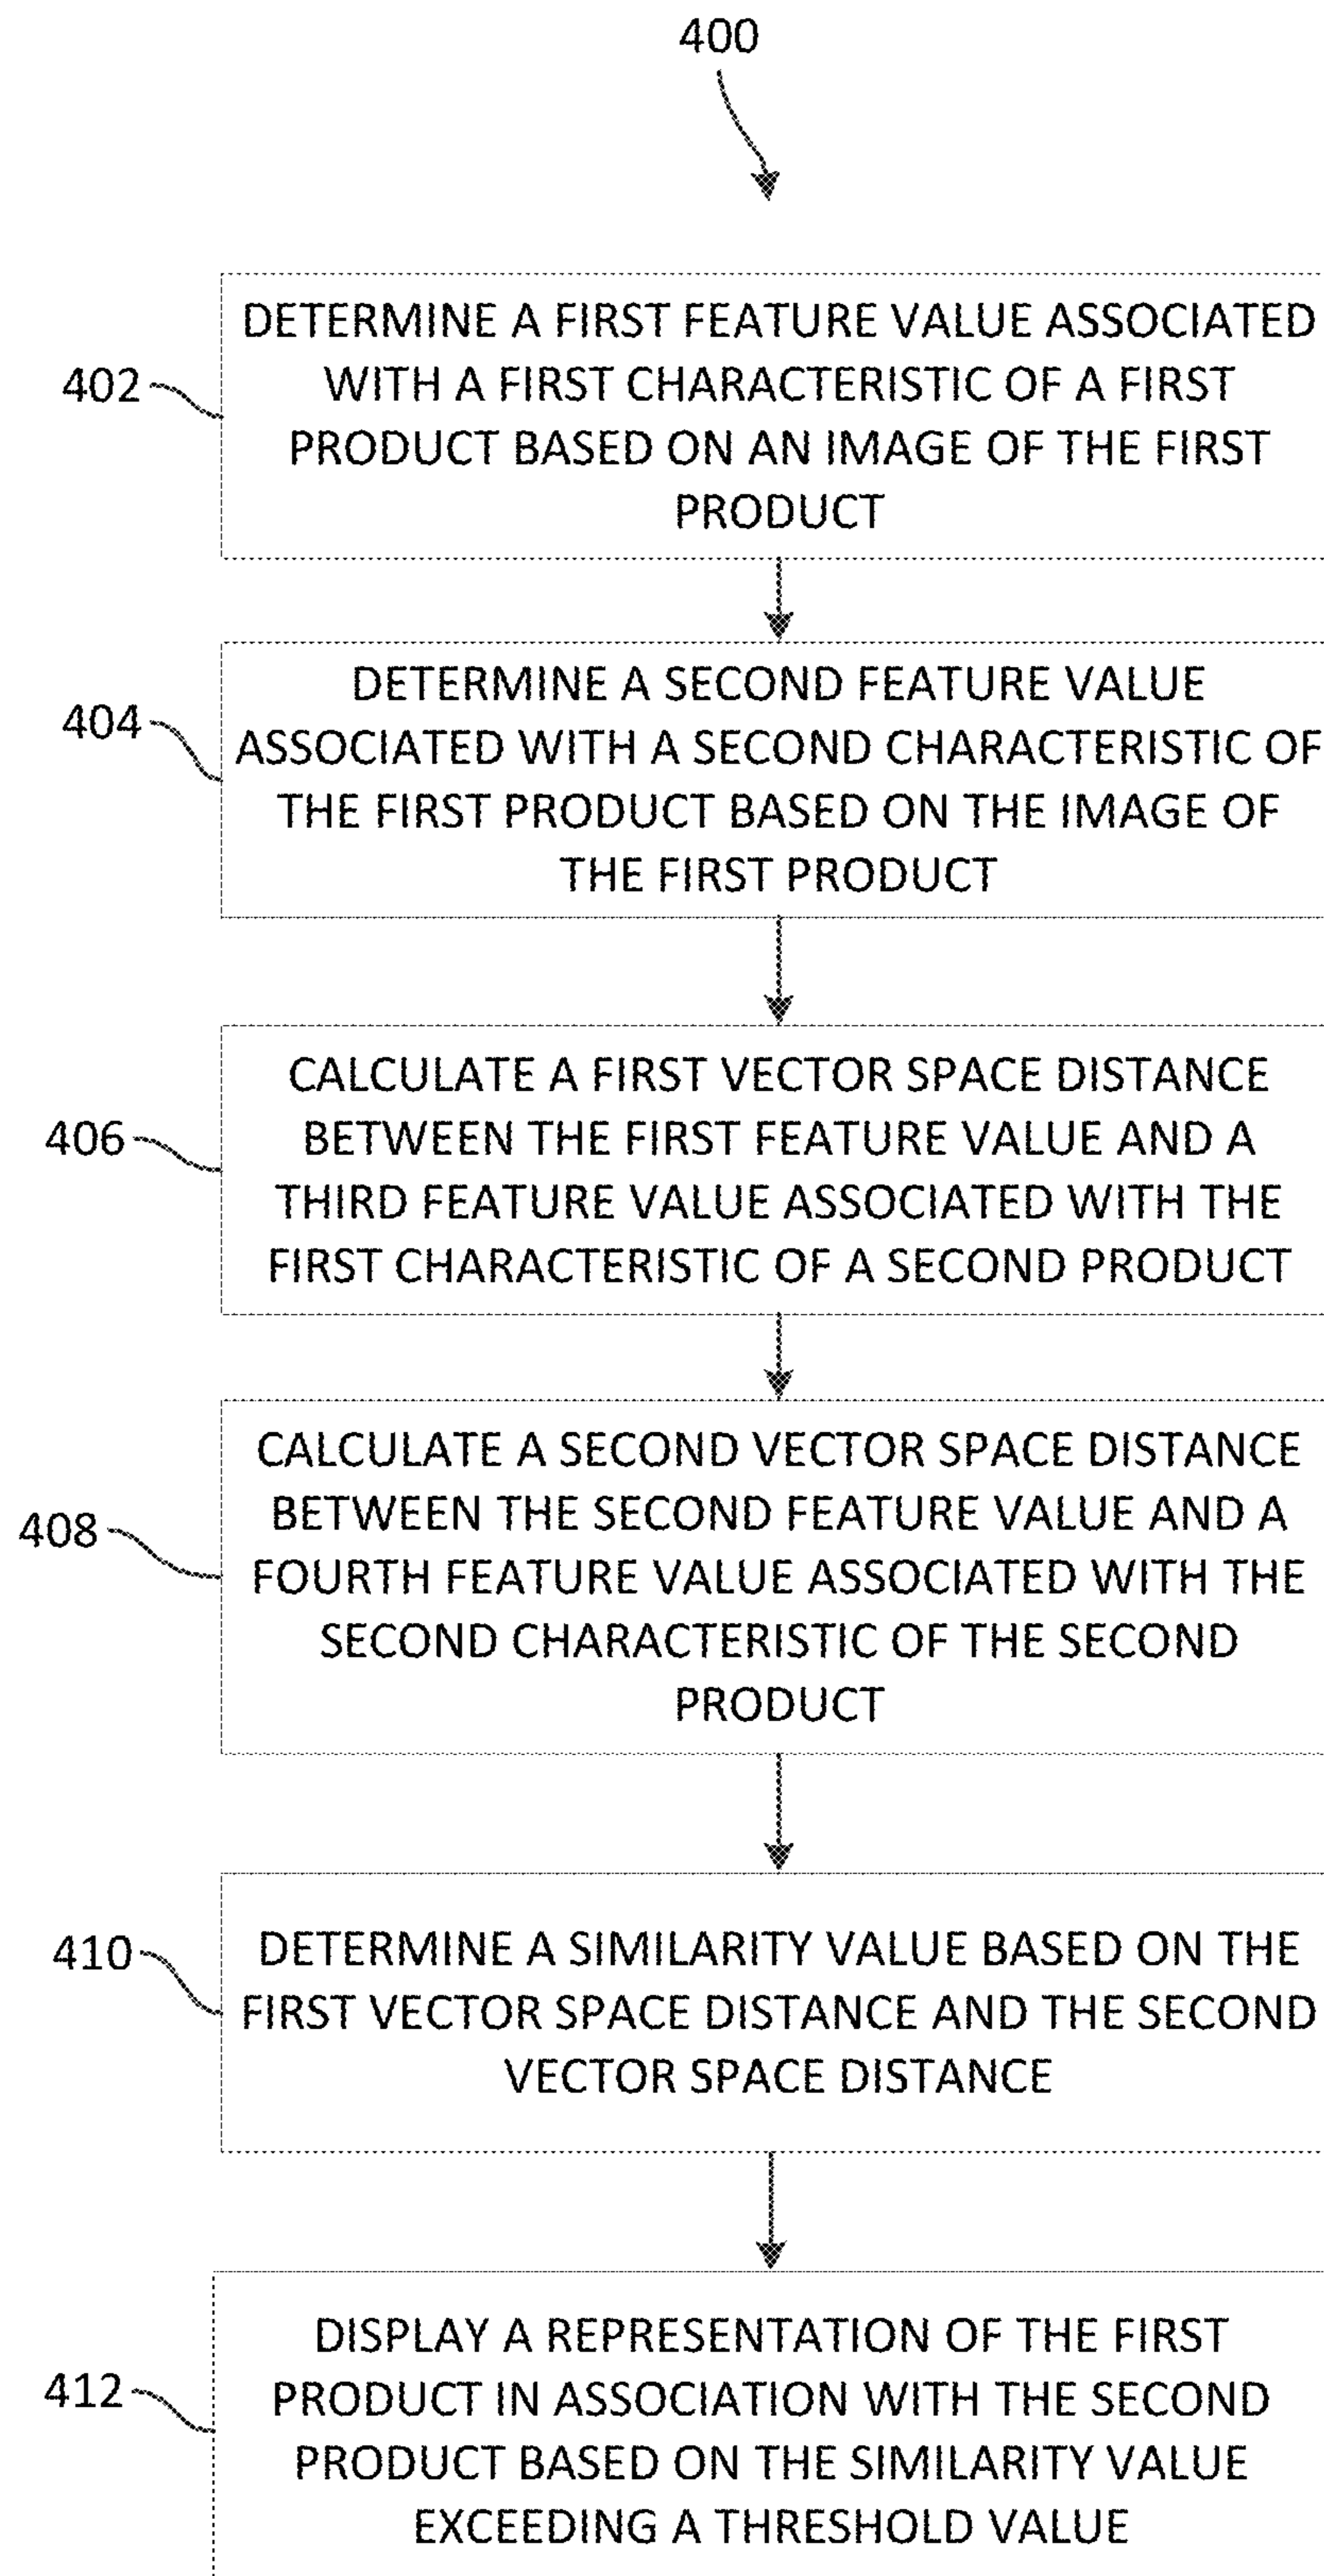 400
402
DETERMINE A FIRST FEATURE VALUE ASSOCIATED
WITH A FIRST CHARACTERISTIC OF A FIRST
PRODUCT BASED ON AN IMAGE OF THE FIRST
PRODUCT
404
DETERMINE A SECOND FEATURE VALUE
ASSOCIATED WITH A SECOND CHARACTERISTIC OF
THE FIRST PRODUCT BASED ON THE IMAGE OF
THE FIRST PRODUCT
406
CALCULATE A FIRST VECTOR SPACE DISTANCE
BETWEEN THE FIRST FEATURE VALUE AND A
THIRD FEATURE VALUE ASSOCIATED WITH THE
FIRST CHARACTERISTIC OF A SECOND PRODUCT
408
CALCULATE A SECOND VECTOR SPACE DISTANCE
BETWEEN THE SECOND FEATURE VALUE AND A
FOURTH FEATURE VALUE ASSOCIATED WITH THE
SECOND CHARACTERISTIC OF THE SECOND
PRODUCT
410
DETERMINE A SIMILARITY VALUE BASED ON THE
FIRST VECTOR SPACE DISTANCE AND THE SECOND
VECTOR SPACE DISTANCE
412
DISPLAY A REPRESENTATION OF THE FIRST
PRODUCT IN ASSOCIATION WITH THE SECOND
PRODUCT BASED ON THE SIMILARITY VALUE
EXCEEDING A THRESHOLD VALUE